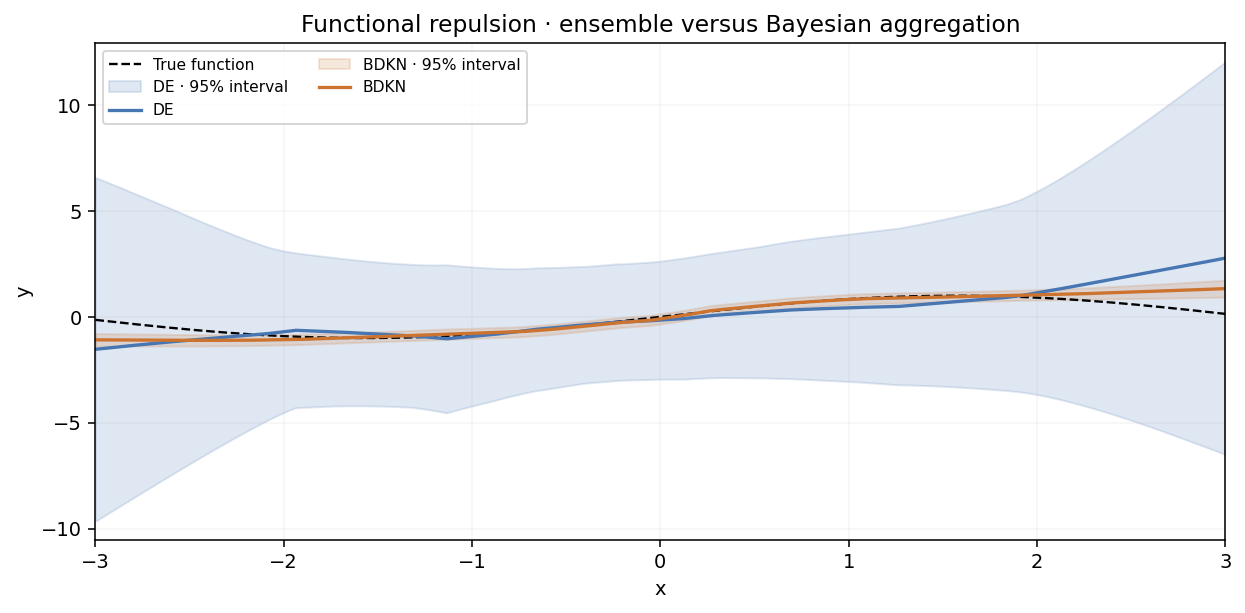 Functional repulsion · ensemble versus Bayesian aggregation
True function
DE · 95% interval
DE
BDKN · 95% interval
BDKN
10
5
0
−5
−10
y
−3
−2
−1
0
1
2
3
x